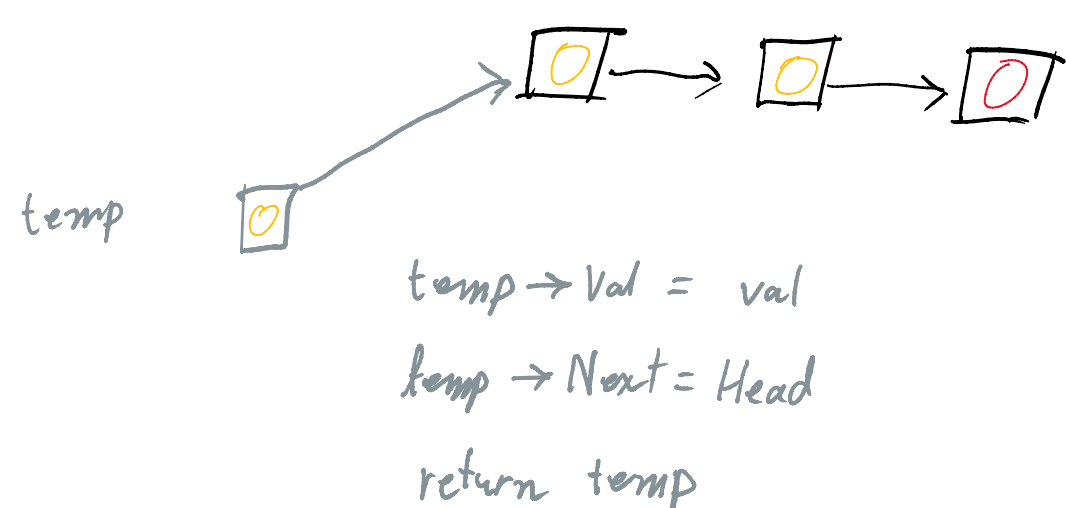 temp
temp → Val = val
temp → Next = Head
return temp